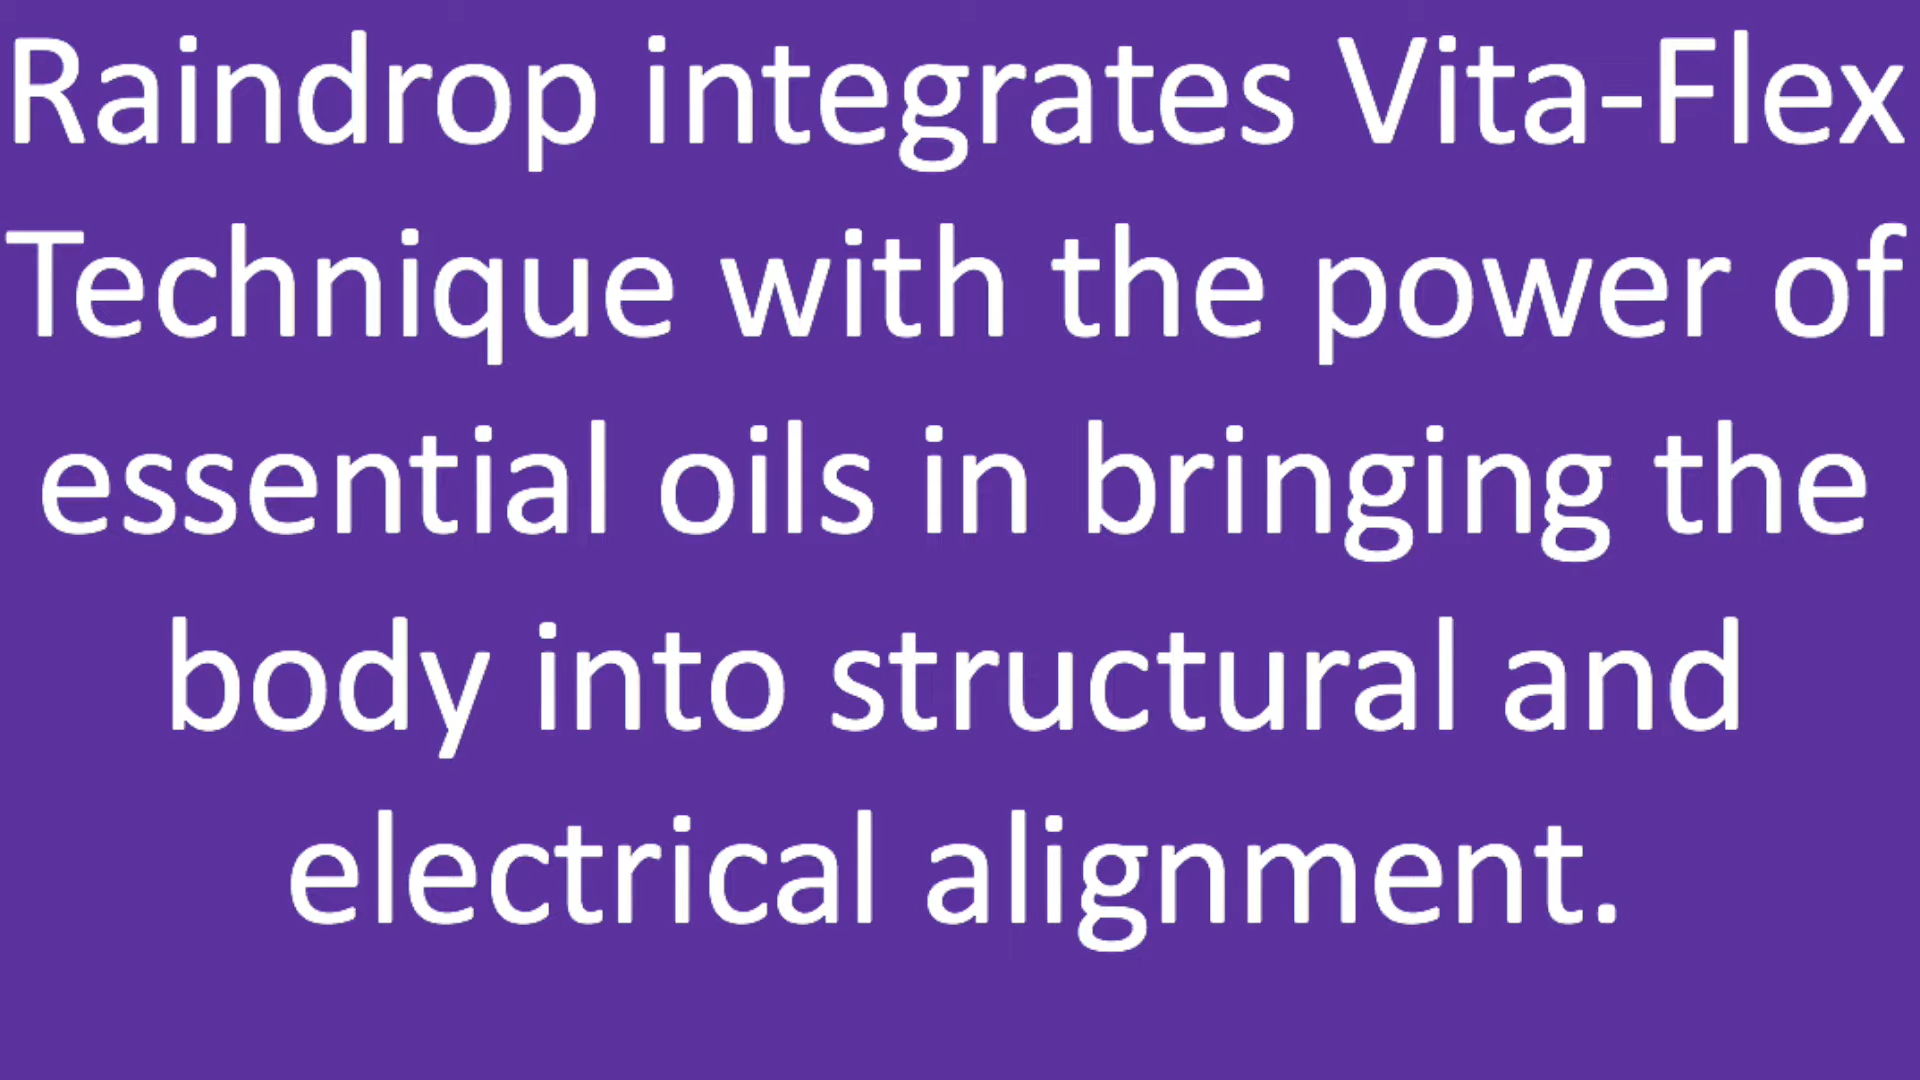 Raindrop integrates Vita-Flex
Technique with the power of
essential oils in bringing the
body into structural and
electrical alignment.